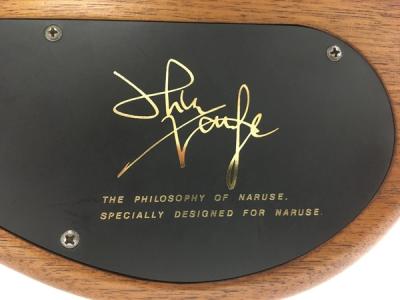 THE PHILOSOPHY OF NARUSE.
SPECIALLY DESIGNED FOR NARUSE.